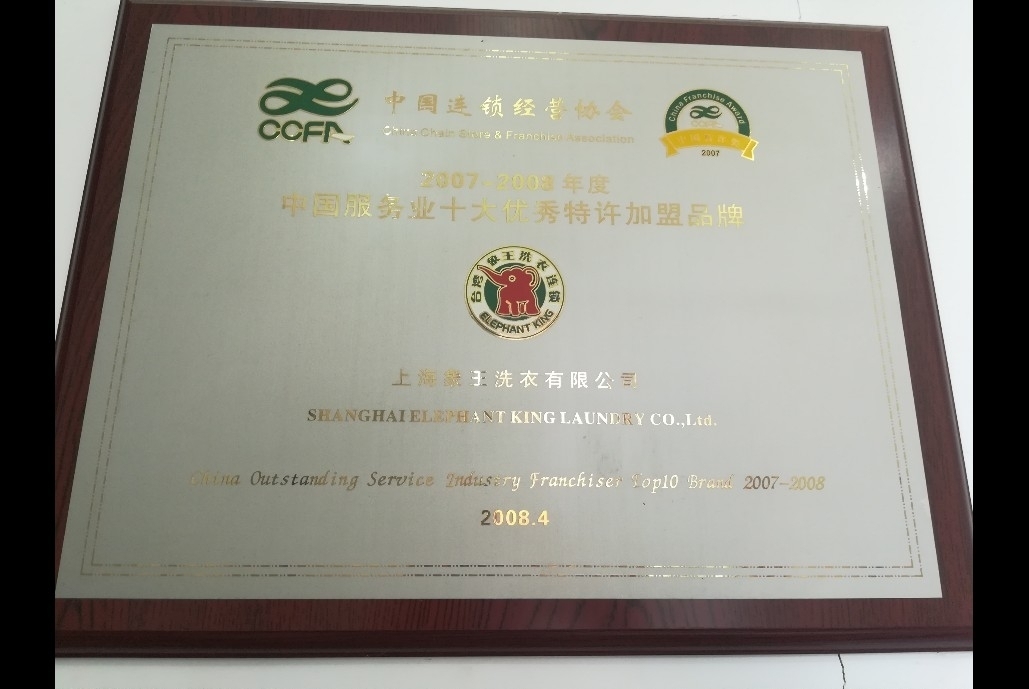 CCFA
中国连锁经营协会
China Chain Store & Franchise Association
China Franchise Award
CCFA
2007
2007-2008年度
中国服务业十大优秀特许加盟品牌
台湾象王洗衣连锁
ELEPHANT KING
上海象王洗衣有限公司
SHANGHAI ELEPHANT KING LAUNDRY CO.,Ltd.
China Outstanding Service Industry Franchiser Top10 Brand 2007-2008
2008.4